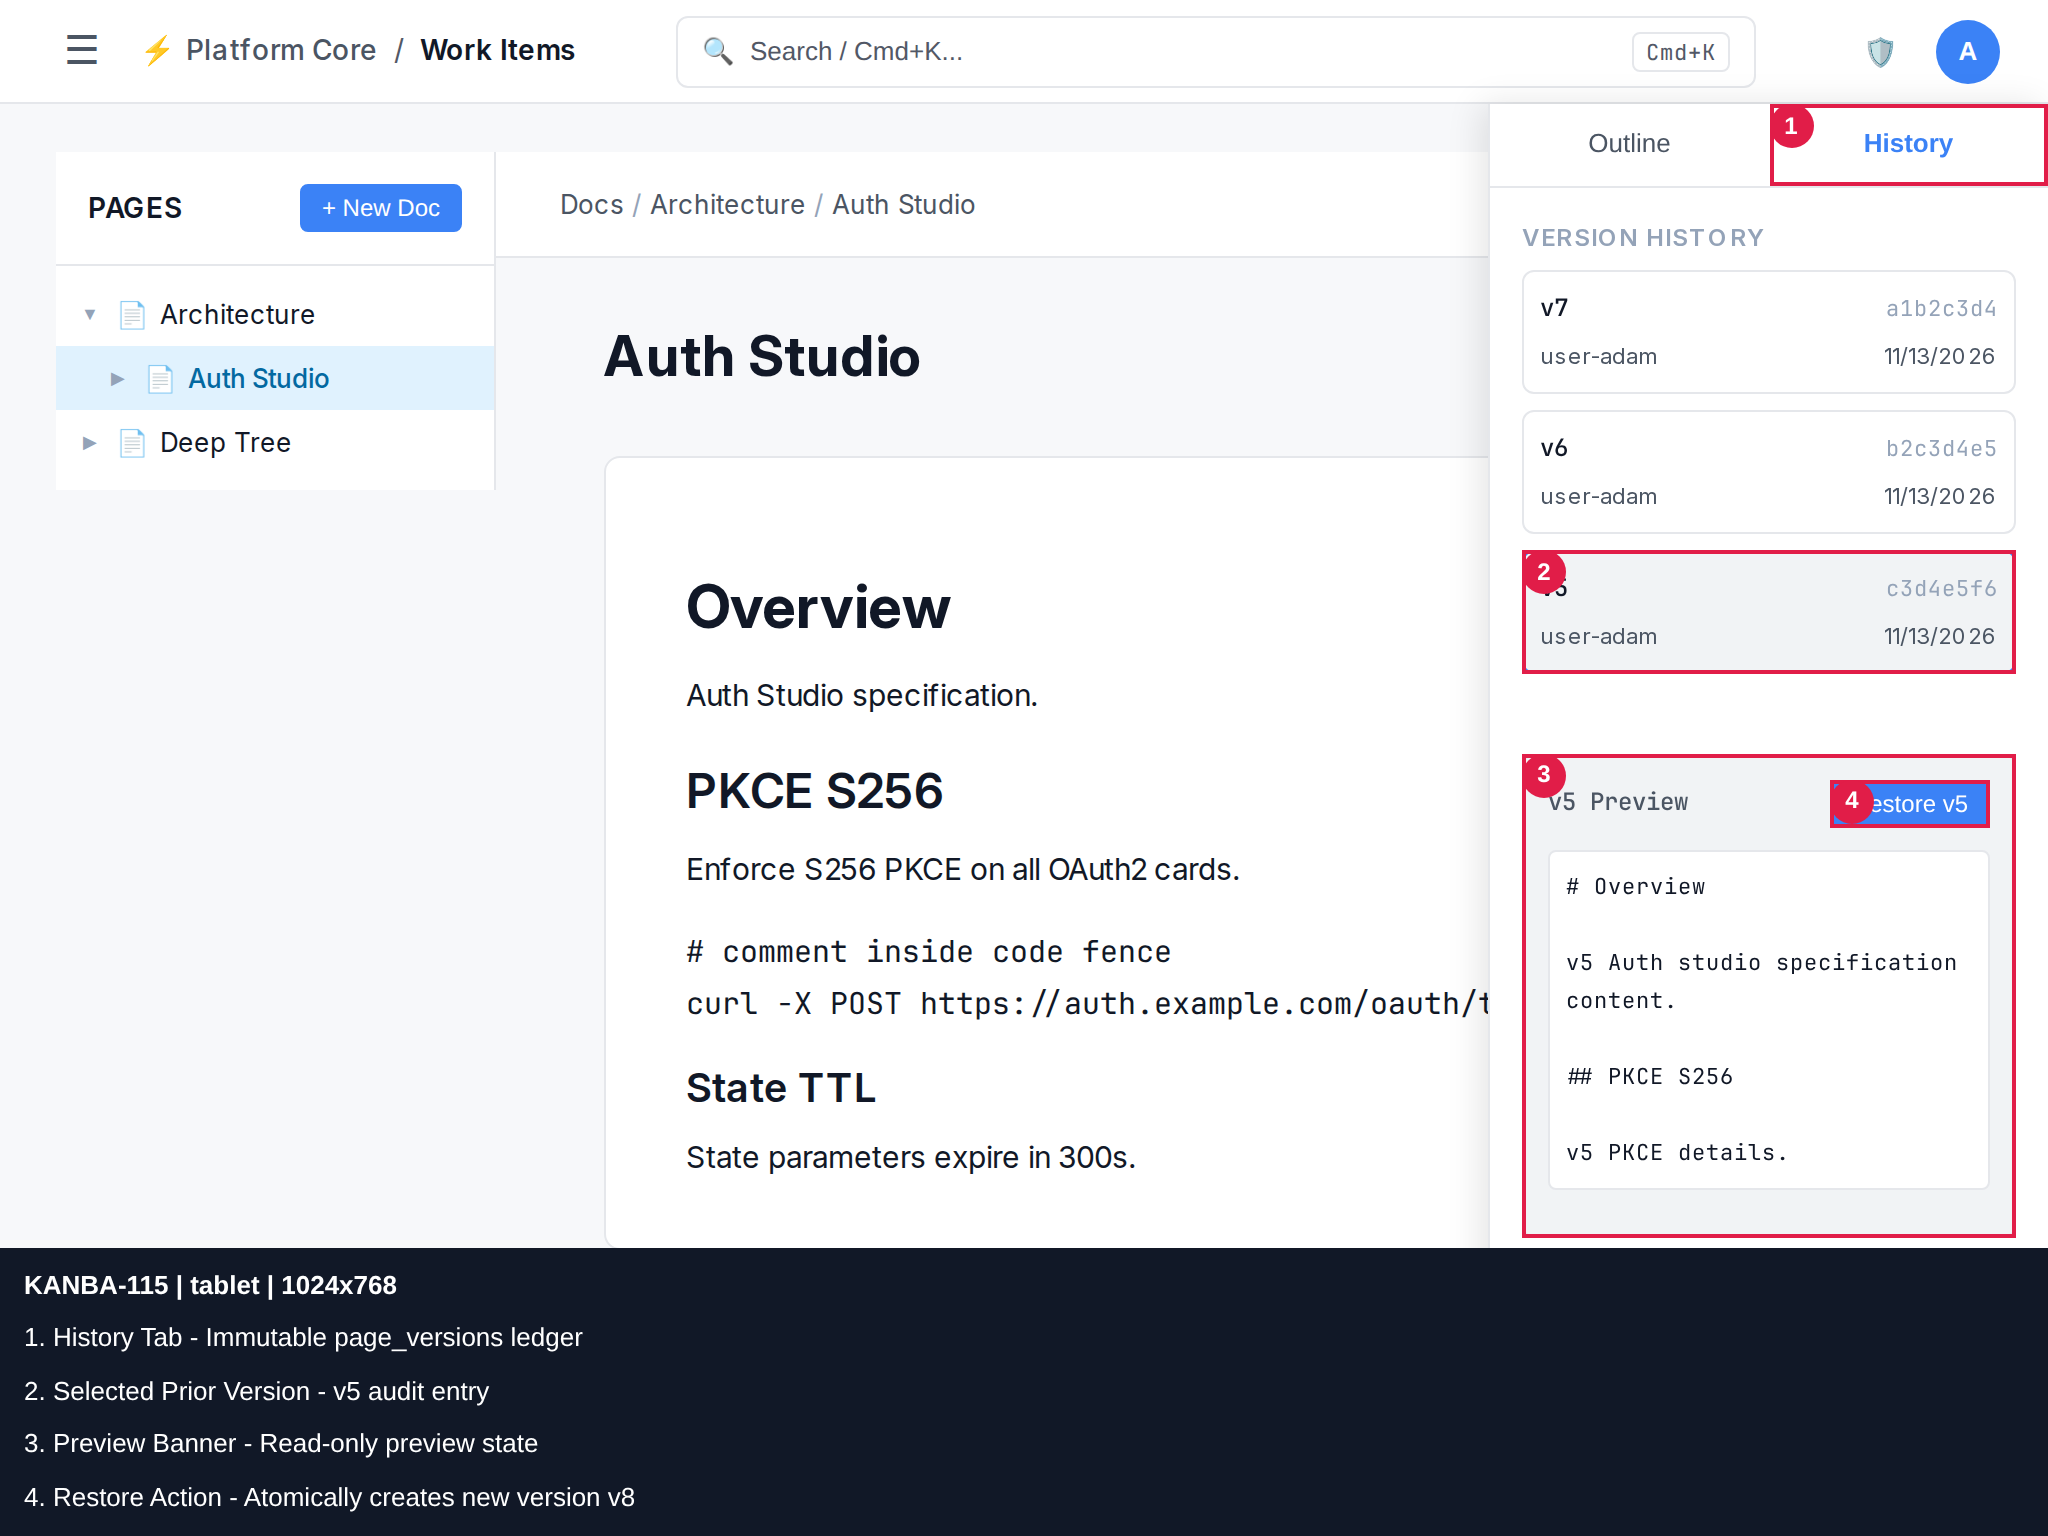 ☰ ⚡ Platform Core / Work Items
Search / Cmd+K...
Cmd+K
A
PAGES
+ New Doc
Architecture
Auth Studio
Deep Tree
Docs / Architecture / Auth Studio
Auth Studio
Overview
Auth Studio specification.
PKCE S256
Enforce S256 PKCE on all OAuth2 cards.
# comment inside code fence
curl -X POST https://auth.example.com/oauth/t
State TTL
State parameters expire in 300s.
Outline
1
History
VERSION HISTORY
v7 a1b2c3d4
user-adam 11/13/2026
v6 b2c3d4e5
user-adam 11/13/2026
2
c3d4e5f6
user-adam 11/13/2026
3
v5 Preview
4
estore v5
# Overview
v5 Auth studio specification
content.
## PKCE S256
v5 PKCE details.
KANBA-115 | tablet | 1024x768
1. History Tab - Immutable page_versions ledger
2. Selected Prior Version - v5 audit entry
3. Preview Banner - Read-only preview state
4. Restore Action - Atomically creates new version v8